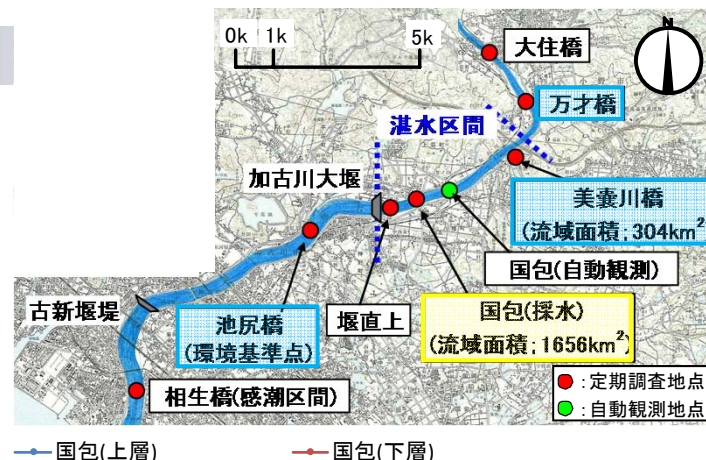 0k 1k 5k
N
大住橋
万才橋
湛水区間
加古川大堰
美嚢川橋
(流域面積;304km²)
国包(自動観測)
古新堰堤
池尻橋
(環境基準点)
堰直上
国包(採水)
(流域面積;1656km²)
相生橋(感潮区間)
:定期調査地点
:自動観測地点
国包(上層) 国包(下層)